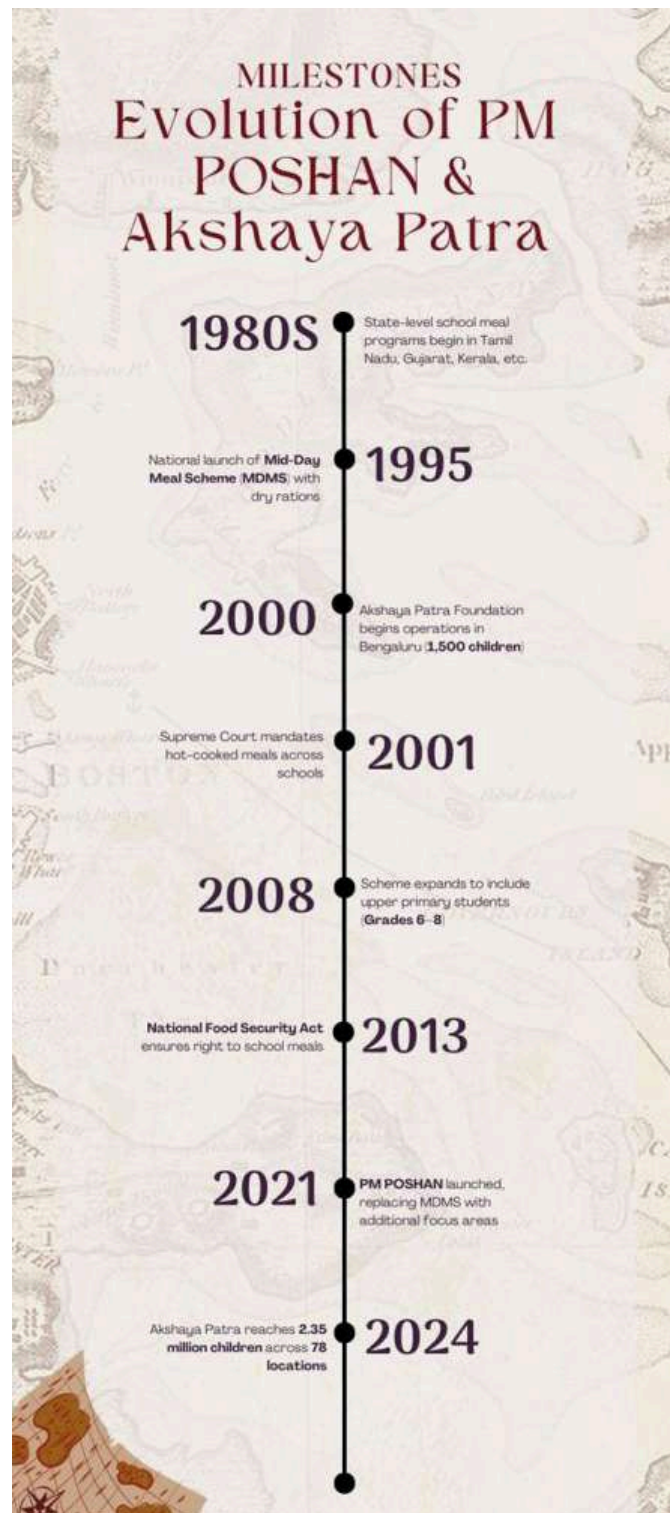 MILESTONES
Evolution of PM
POSHAN &
Akshaya Patra
1980S
State-level school meal
programs begin in Tamil
Nadu, Gujarat, Kerala, etc.
National launch of Mid-Day
Meal Scheme (MDMS) with
dry rations
1995
2000
Akshaya Patra Foundation
begins operations in
Bengaluru (1,500 children)
Supreme Court mandates
hot-cooked meals across
schools
2001
2008
Scheme expands to include
upper primary students
(Grades 6-8)
National Food Security Act
ensures right to school meals
2013
2021
PM POSHAN launched,
replacing MDMS with
additional focus areas
Akshaya Patra reaches 2.35
million children across 78
locations
2024
BOSTON
ISLAND